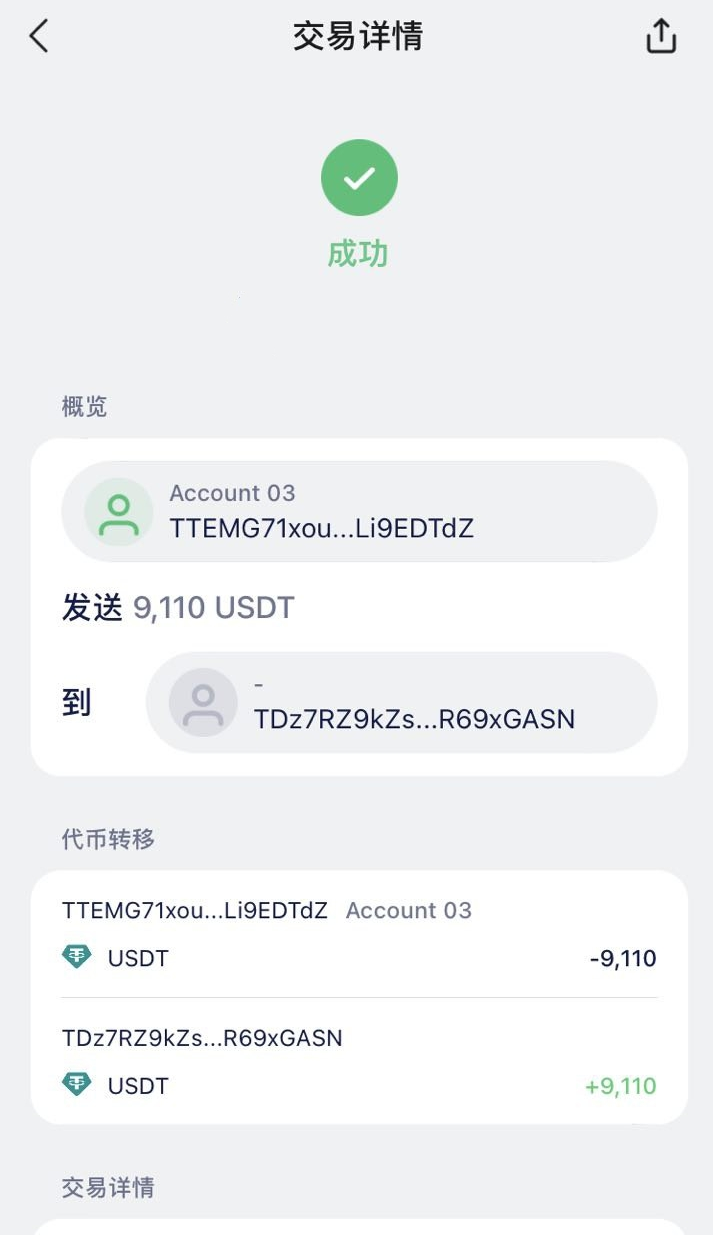 交易详情
成功
概览
Account 03
TTEMG71xou...Li9EDTdZ
发送 9,110 USDT
到
-
TDz7RZ9kZs...R69xGASN
代币转移
TTEMG71xou...Li9EDTdZ Account 03
USDT -9,110
TDz7RZ9kZs...R69xGASN
USDT +9,110
交易详情